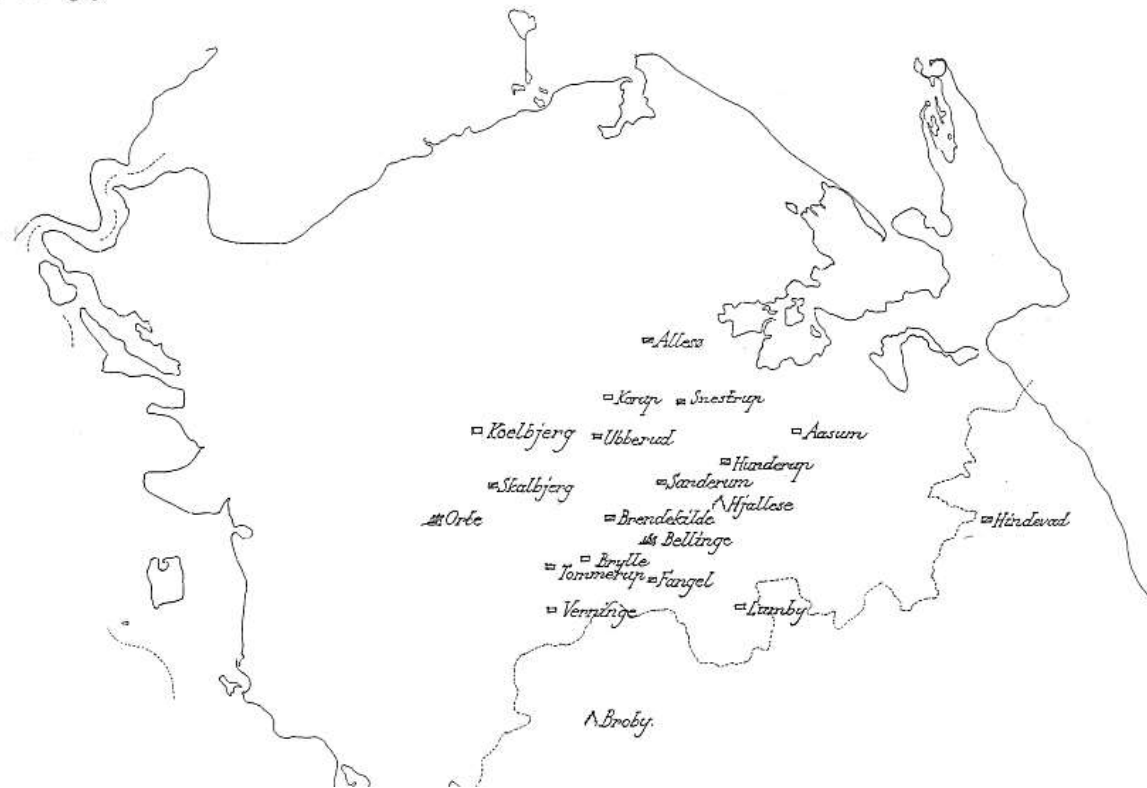 Allesø
Korup
Snestrup
Koelbjerg
Ubberud
Aasum
Hunderup
Skalbjerg
Sanderum
Hjallese
Orte
Brendekilde
Hindevad
Bellinge
Brylle
Tommerup
Fangel
Verninge
Lumby
Broby.